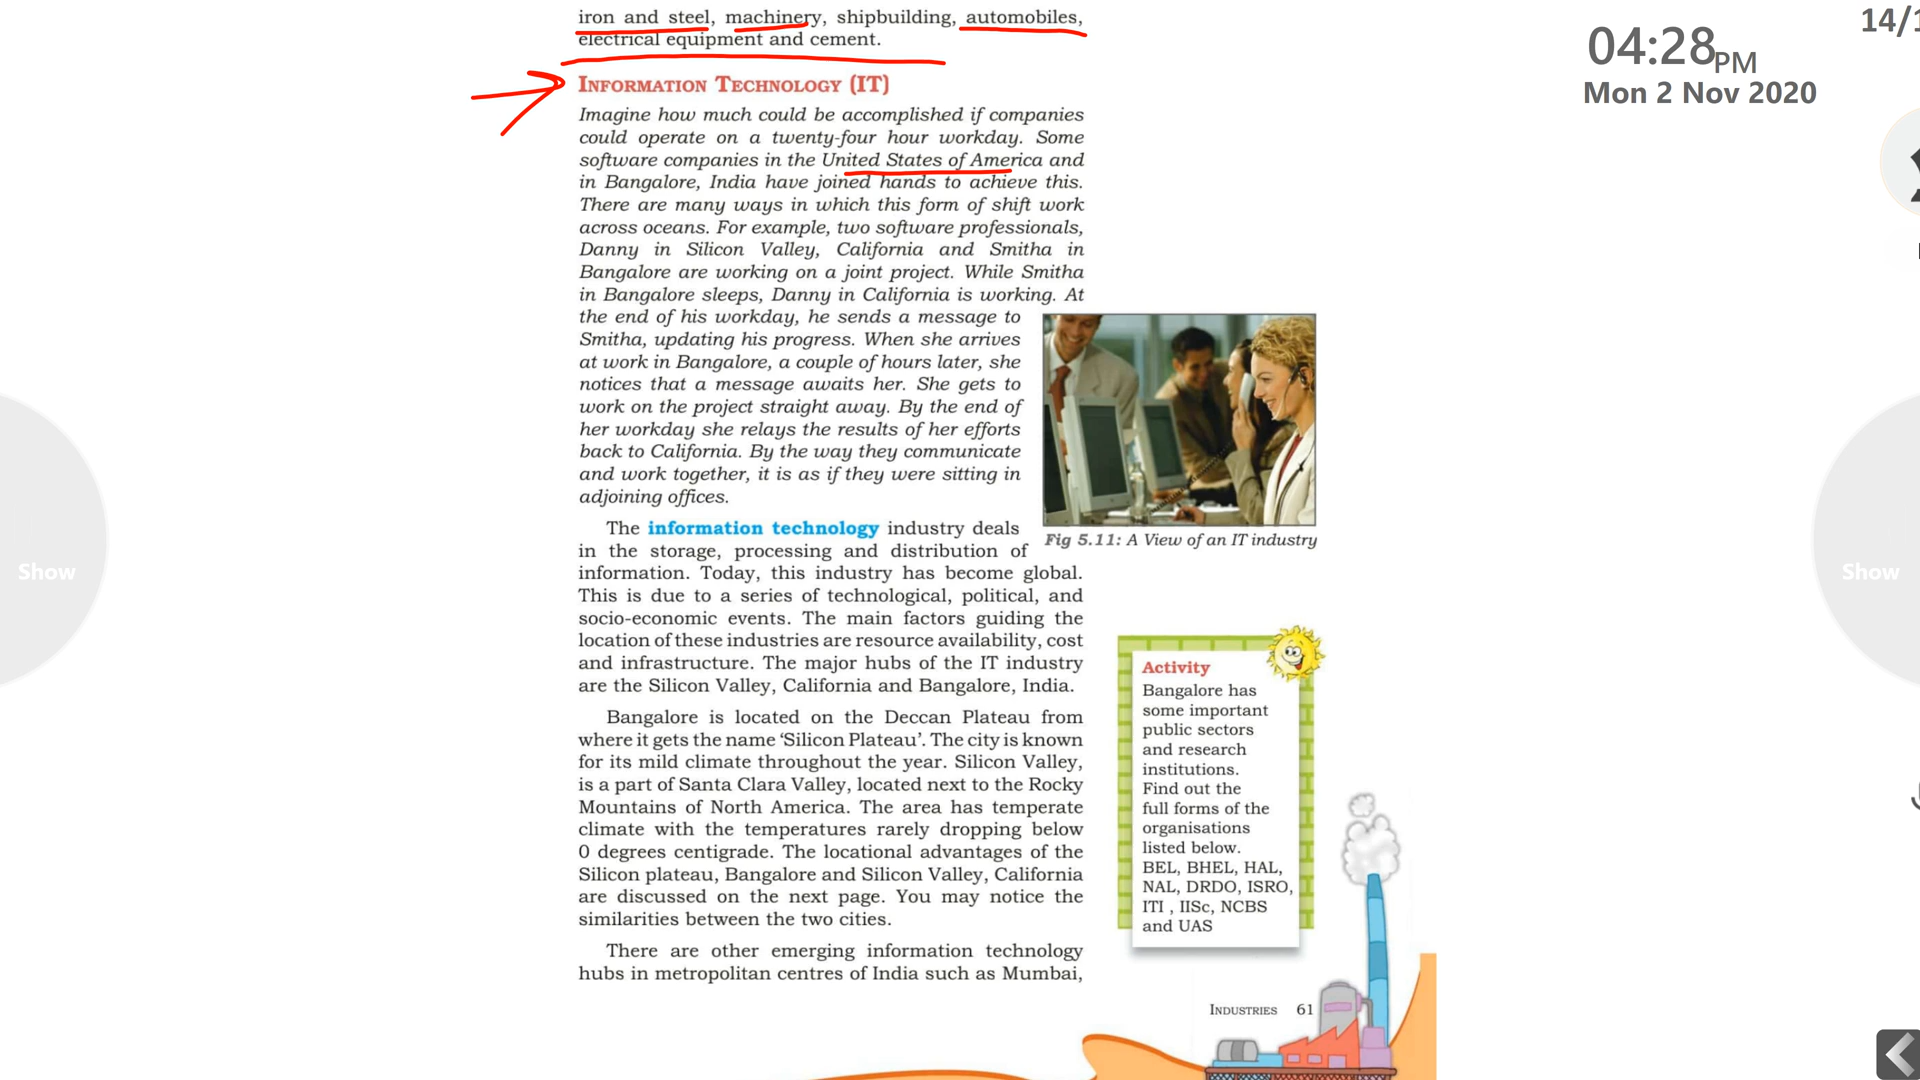 iron and steel, machinery, shipbuilding, automobiles,
electrical equipment and cement.
INFORMATION TECHNOLOGY (IT)
Imagine how much could be accomplished if companies
could operate on a twenty-four hour workday. Some
software companies in the United States of America and
in Bangalore, India have joined hands to achieve this.
There are many ways in which this form of shift work
across oceans. For example, two software professionals,
Danny in Silicon Valley, California and Smitha in
Bangalore are working on a joint project. While Smitha
in Bangalore sleeps, Danny in California is working. At
the end of his workday, he sends a message to
Smitha, updating his progress. When she arrives
at work in Bangalore, a couple of hours later, she
notices that a message awaits her. She gets to
work on the project straight away. By the end of
her workday she relays the results of her efforts
back to California. By the way they communicate
and work together, it is as if they were sitting in
adjoining offices.
The information technology industry deals
in the storage, processing and distribution of
information. Today, this industry has become global.
This is due to a series of technological, political, and
socio-economic events. The main factors guiding the
location of these industries are resource availability, cost
and infrastructure. The major hubs of the IT industry
are the Silicon Valley, California and Bangalore, India.
Bangalore is located on the Deccan Plateau from
where it gets the name ‘Silicon Plateau’. The city is known
for its mild climate throughout the year. Silicon Valley,
is a part of Santa Clara Valley, located next to the Rocky
Mountains of North America. The area has temperate
climate with the temperatures rarely dropping below
0 degrees centigrade. The locational advantages of the
Silicon plateau, Bangalore and Silicon Valley, California
are discussed on the next page. You may notice the
similarities between the two cities.
There are other emerging information technology
hubs in metropolitan centres of India such as Mumbai,
Fig 5.11: A View of an IT industry
Activity
Bangalore has
some important
public sectors
and research
institutions.
Find out the
full forms of the
organisations
listed below.
BEL, BHEL, HAL,
NAL, DRDO, ISRO,
ITI , IISc, NCBS
and UAS
INDUSTRIES 61
14/1
04:28 PM
Mon 2 Nov 2020
Show
Show